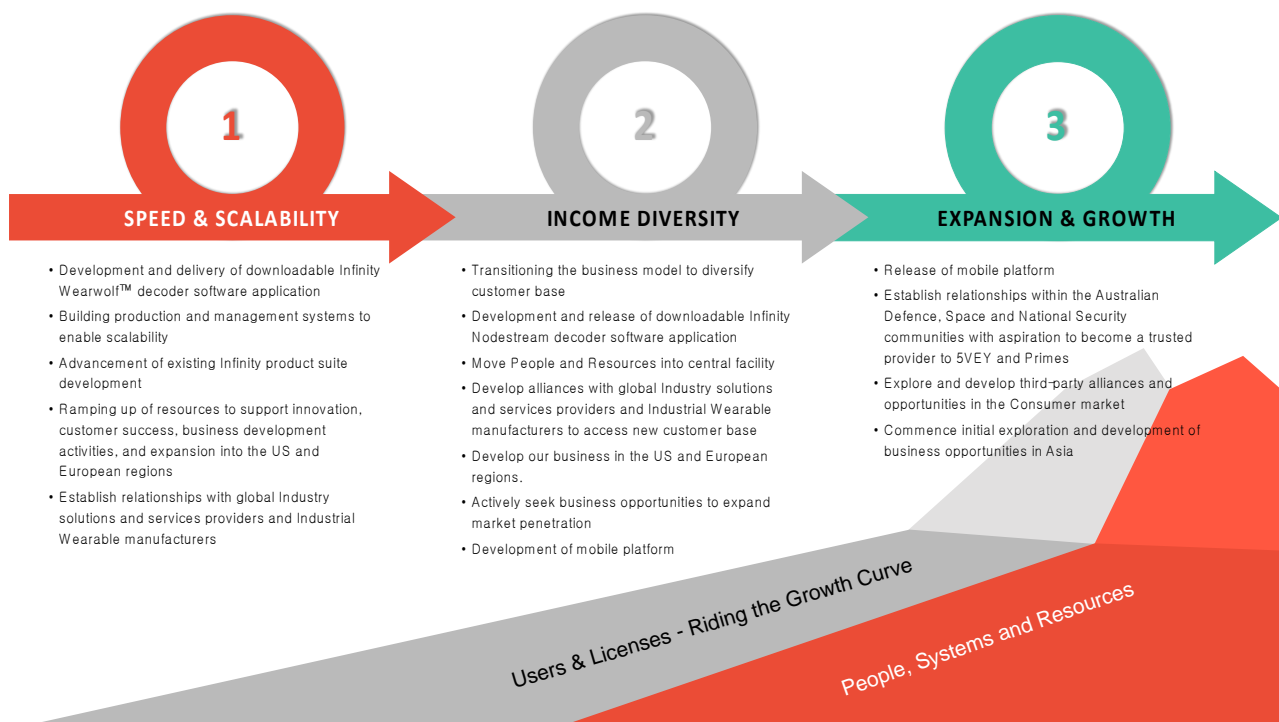 1
SPEED & SCALABILITY
• Development and delivery of downloadable Infinity
Wearwolf™ decoder software application
• Building production and management systems to
enable scalability
• Advancement of existing Infinity product suite
development
• Ramping up of resources to support innovation,
customer success, business development
activities, and expansion into the US and
European regions
• Establish relationships with global Industry
solutions and services providers and Industrial
Wearable manufacturers
2
INCOME DIVERSITY
• Transitioning the business model to diversify
customer base
• Development and release of downloadable Infinity
Nodestream decoder software application
• Move People and Resources into central facility
• Develop alliances with global Industry solutions
and services providers and Industrial Wearable
manufacturers to access new customer base
• Develop our business in the US and European
regions.
• Actively seek business opportunities to expand
market penetration
• Development of mobile platform
3
EXPANSION & GROWTH
• Release of mobile platform
• Establish relationships within the Australian
Defence, Space and National Security
communities with aspiration to become a trusted
provider to 5VEY and Primes
• Explore and develop third-party alliances and
opportunities in the Consumer market
• Commence initial exploration and development of
business opportunities in Asia
Users & Licenses - Riding the Growth Curve
People, Systems and Resources